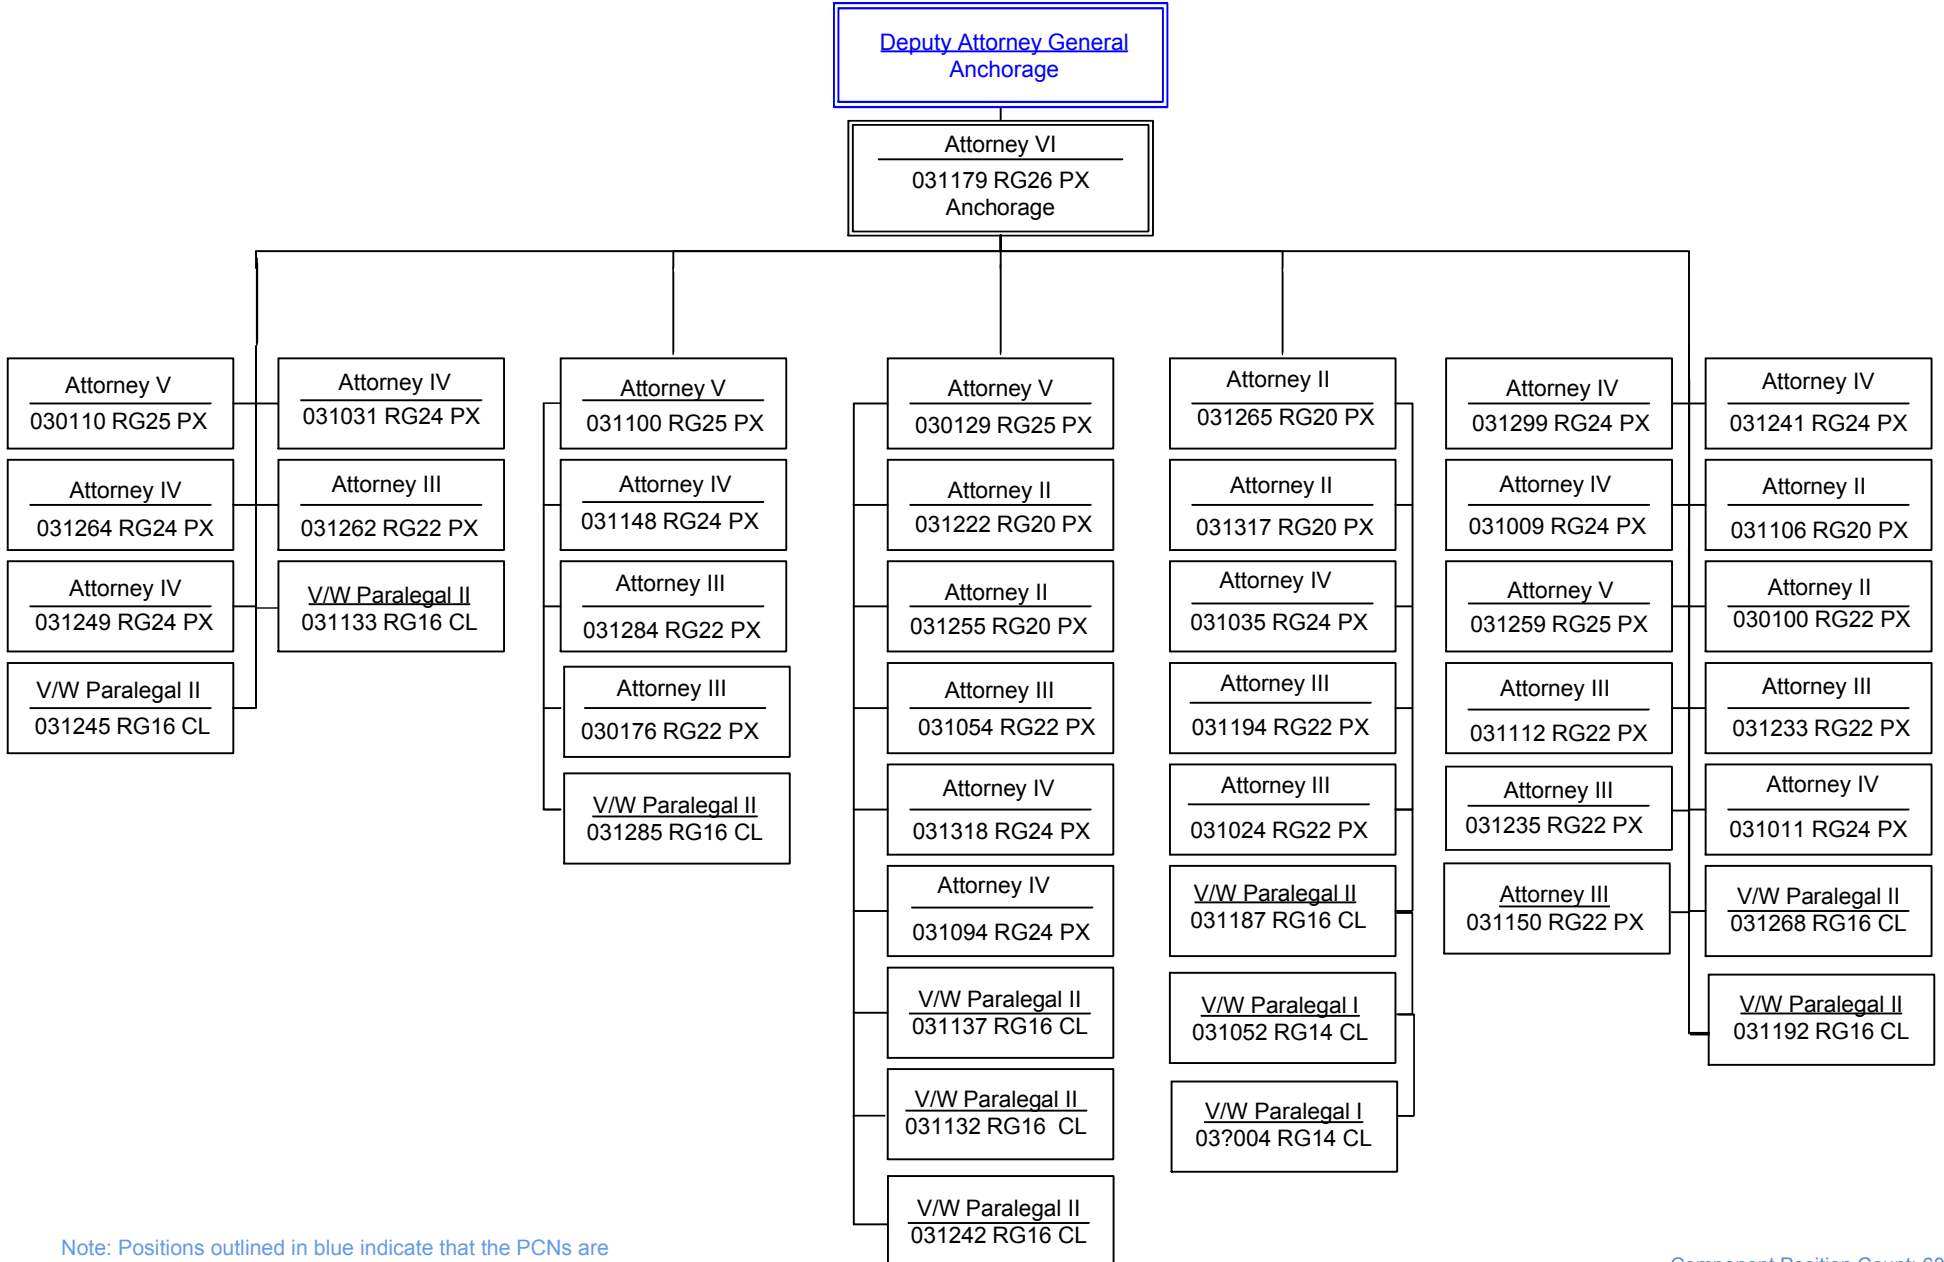 Deputy Attorney General
Anchorage
Attorney VI
031179 RG26 PX
Anchorage
Attorney V
030110 RG25 PX
Attorney IV
031264 RG24 PX
Attorney IV
031249 RG24 PX
V/W Paralegal II
031245 RG16 CL
Attorney IV
031031 RG24 PX
Attorney III
031262 RG22 PX
V/W Paralegal II
031133 RG16 CL
Attorney V
031100 RG25 PX
Attorney IV
031148 RG24 PX
Attorney III
031284 RG22 PX
Attorney III
030176 RG22 PX
V/W Paralegal II
031285 RG16 CL
Attorney V
030129 RG25 PX
Attorney II
031222 RG20 PX
Attorney II
031255 RG20 PX
Attorney III
031054 RG22 PX
Attorney IV
031318 RG24 PX
Attorney IV
031094 RG24 PX
V/W Paralegal II
031137 RG16 CL
V/W Paralegal II
031132 RG16 CL
V/W Paralegal II
031242 RG16 CL
Attorney II
031265 RG20 PX
Attorney II
031317 RG20 PX
Attorney IV
031035 RG24 PX
Attorney III
031194 RG22 PX
Attorney III
031024 RG22 PX
V/W Paralegal II
031187 RG16 CL
V/W Paralegal I
031052 RG14 CL
V/W Paralegal I
03?004 RG14 CL
Attorney IV
031299 RG24 PX
Attorney IV
031009 RG24 PX
Attorney V
031259 RG25 PX
Attorney III
031112 RG22 PX
Attorney III
031235 RG22 PX
Attorney III
031150 RG22 PX
Attorney IV
031241 RG24 PX
Attorney II
031106 RG20 PX
Attorney II
030100 RG22 PX
Attorney III
031233 RG22 PX
Attorney IV
031011 RG24 PX
V/W Paralegal II
031268 RG16 CL
V/W Paralegal II
031192 RG16 CL
Note: Positions outlined in blue indicate that the PCNs are
Component Position Count: